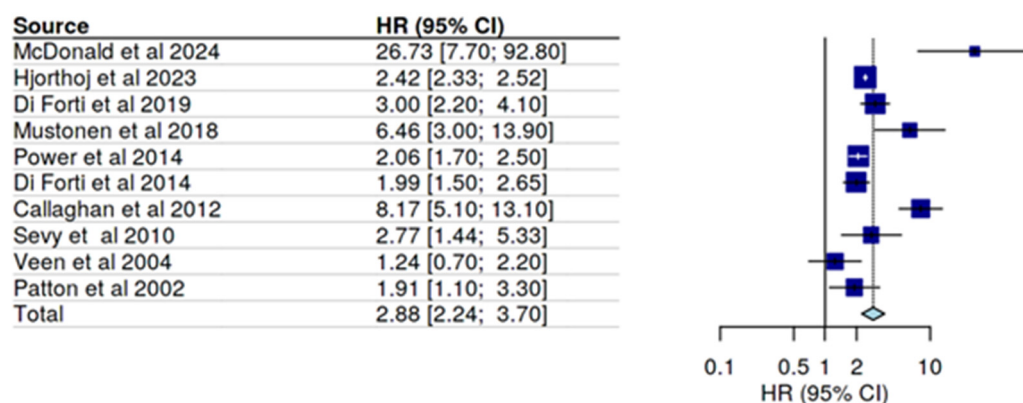 Source HR (95% CI)
McDonald et al 2024 26.73 [7.70; 92.80]
Hjorthoj et al 2023 2.42 [2.33; 2.52]
Di Forti et al 2019 3.00 [2.20; 4.10]
Mustonen et al 2018 6.46 [3.00; 13.90]
Power et al 2014 2.06 [1.70; 2.50]
Di Forti et al 2014 1.99 [1.50; 2.65]
Callaghan et al 2012 8.17 [5.10; 13.10]
Sevy et al 2010 2.77 [1.44; 5.33]
Veen et al 2004 1.24 [0.70; 2.20]
Patton et al 2002 1.91 [1.10; 3.30]
Total 2.88 [2.24; 3.70]
0.1 0.5 1 2 10
HR (95% CI)